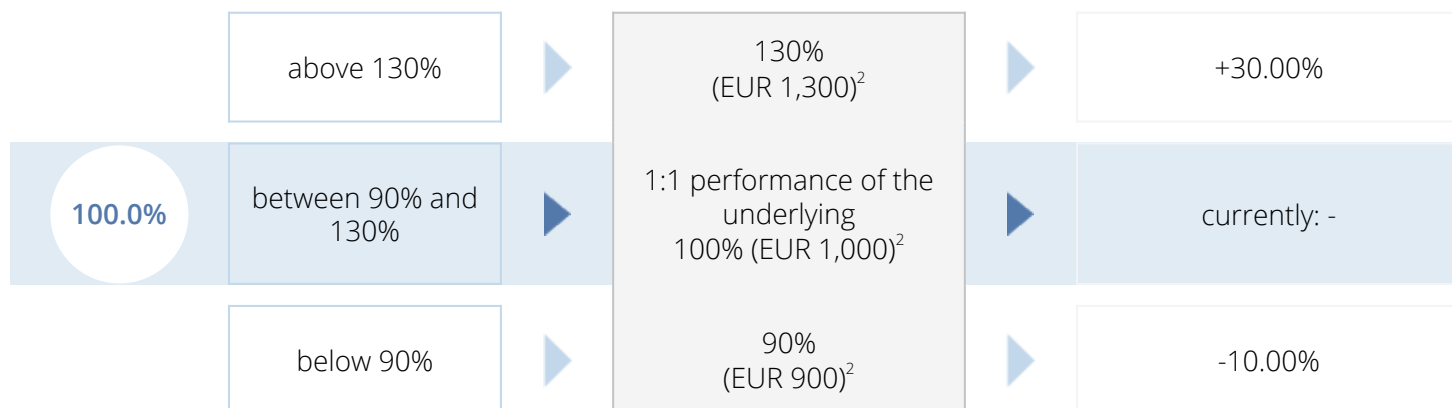 above 130%
130%
(EUR 1,300)²
+30.00%
100.0%
between 90% and
130%
1:1 performance of the
underlying
100% (EUR 1,000)²
currently: -
below 90%
90%
(EUR 900)²
-10.00%